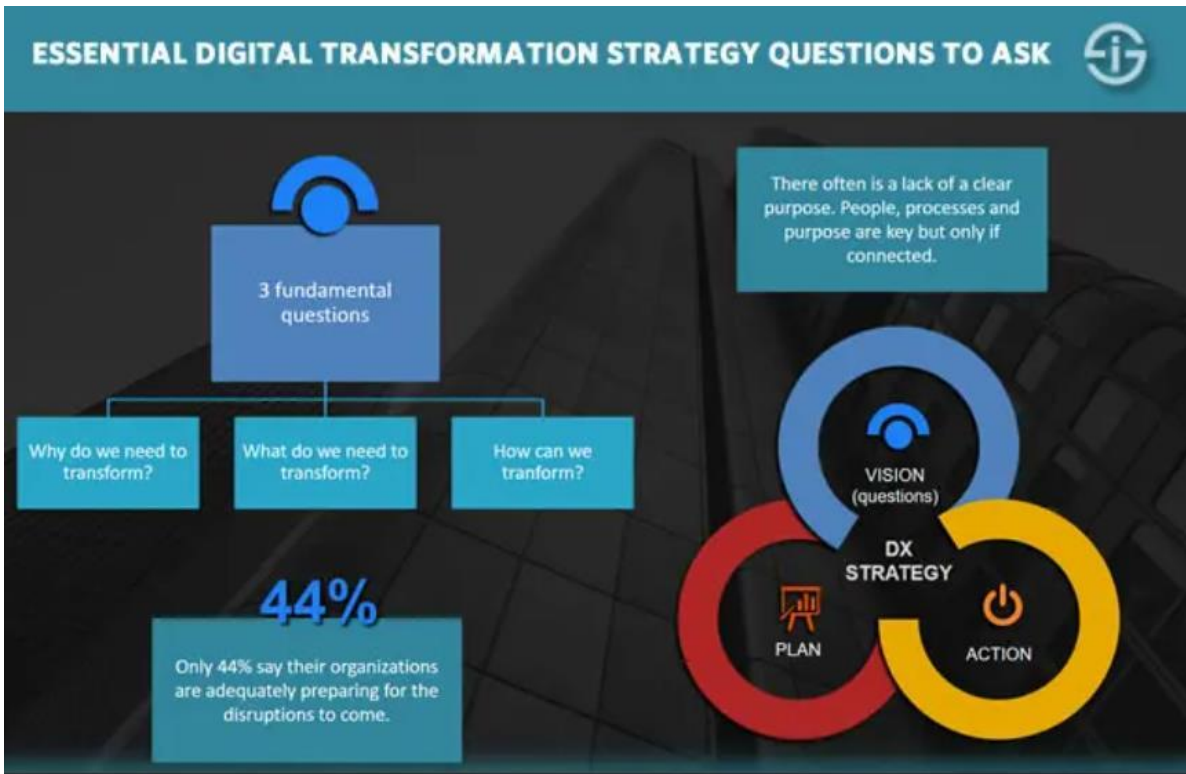 ESSENTIAL DIGITAL TRANSFORMATION STRATEGY QUESTIONS TO ASK
3 fundamental
questions
Why do we need to
transform?
What do we need to
transform?
How can we
tranform?
44%
Only 44% say their organizations
are adequately preparing for the
disruptions to come.
There often is a lack of a clear
purpose. People, processes and
purpose are key but only if
connected.
VISION
(questions)
DX
STRATEGY
PLAN
ACTION